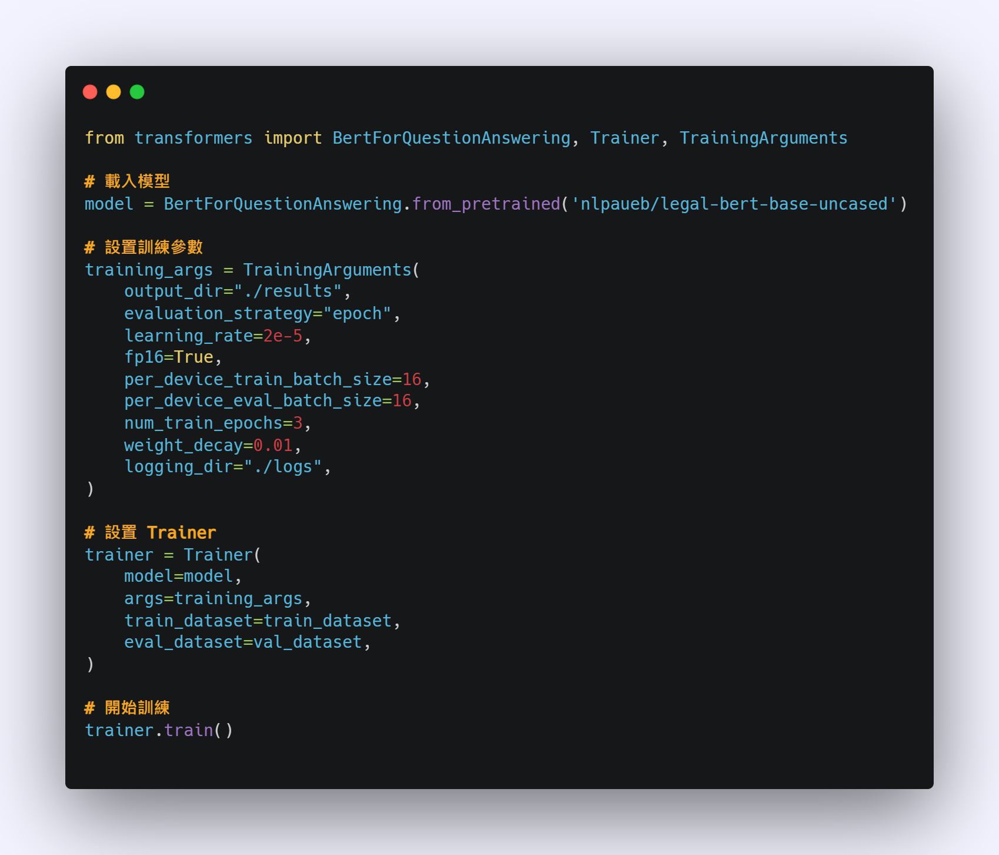 from transformers import BertForQuestionAnswering, Trainer, TrainingArguments
# 載入模型
model = BertForQuestionAnswering.from_pretrained('nlpaueb/legal-bert-base-uncased')
# 設置訓練參數
training_args = TrainingArguments(
    output_dir="./results",
    evaluation_strategy="epoch",
    learning_rate=2e-5,
    fp16=True,
    per_device_train_batch_size=16,
    per_device_eval_batch_size=16,
    num_train_epochs=3,
    weight_decay=0.01,
    logging_dir="./logs",
)
# 設置 Trainer
trainer = Trainer(
    model=model,
    args=training_args,
    train_dataset=train_dataset,
    eval_dataset=val_dataset,
)
# 開始訓練
trainer.train()